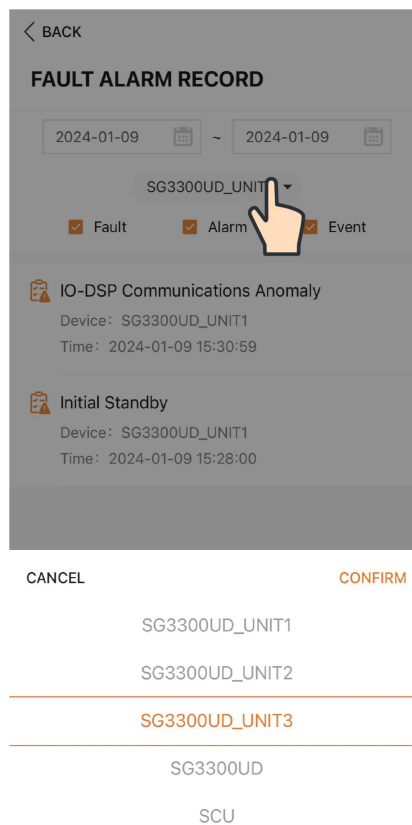 BACK
FAULT ALARM RECORD
2024-01-09 ~ 2024-01-09
SG3300UD_UNIT
Fault Alarm Event
IO-DSP Communications Anomaly
Device: SG3300UD_UNIT1
Time: 2024-01-09 15:30:59
Initial Standby
Device: SG3300UD_UNIT1
Time: 2024-01-09 15:28:00
CANCEL CONFIRM
SG3300UD_UNIT1
SG3300UD_UNIT2
SG3300UD_UNIT3
SG3300UD
SCU